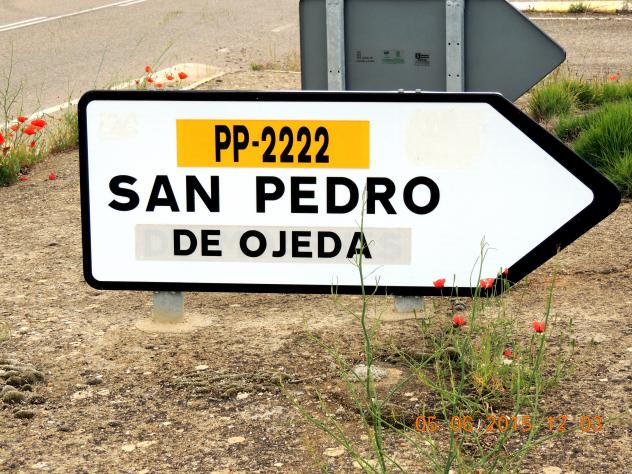 PP-2222
SAN PEDRO
DE OJEDA
05.06.2015 12:03